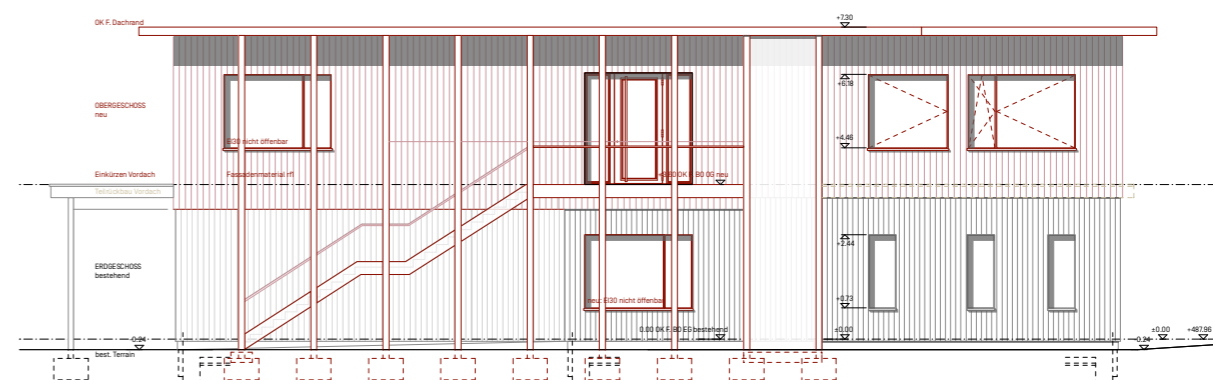 OK F. Dachrand
+7.30
+6.18
OBERGESCHOSS
neu
EI30 nicht öffenbar
+4.46
Einkürzen Vordach
Fassadenmaterial rfl
OK F. BO OG neu
Teilrückbau Vordach
+2.44
ERDGESCHOSS
bestehend
neu: EI30 nicht öffenbar
+0.73
0.00 OK F. BO EG bestehend
±0.00
±0.00
+487.96
-0.24
-0.24
best. Terrain